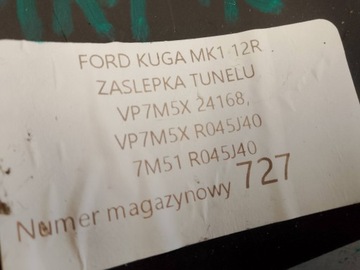 FORD KUGA MK1 12R
ZASLEPKA TUNELU
VP7M5X 24168,
VP7M5X R045J40
7M51 R045J40
Numer magazynowy 727